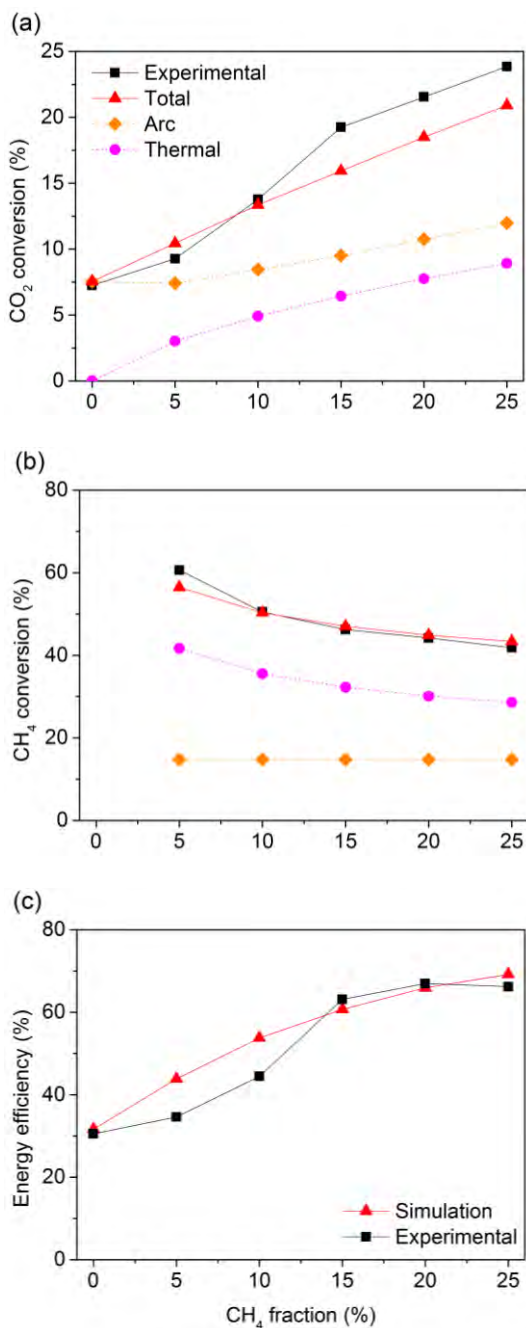 (a)
25
20
15
10
5
0
CO₂ conversion (%)
Experimental
Total
Arc
Thermal
0 5 10 15 20 25
(b)
80
60
40
20
0
CH₄ conversion (%)
0 5 10 15 20 25
(c)
80
60
40
20
0
Energy efficiency (%)
Simulation
Experimental
0 5 10 15 20 25
CH₄ fraction (%)